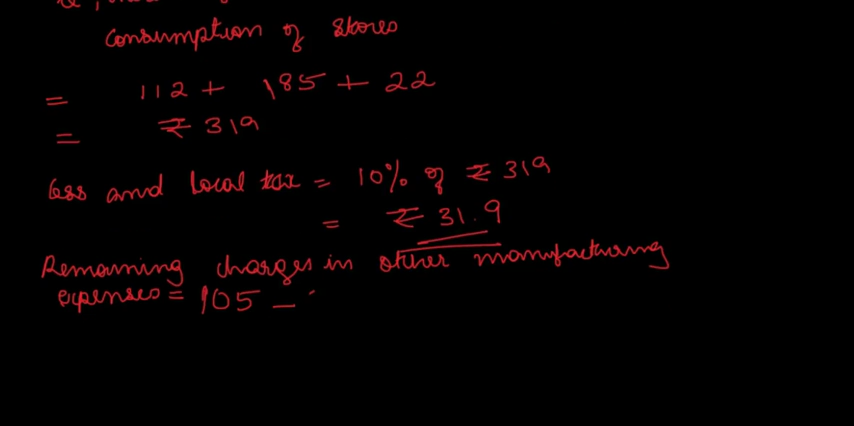 consumption of stores
= 112 + 185 + 22
= ₹ 319
Cess and Local tax = 10% of ₹ 319
= ₹ 31.9
Remaining charges in other manufacturing
expenses = 105 –